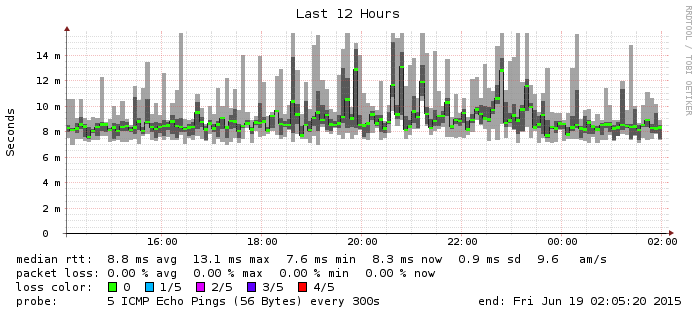 Last 12 Hours
RRDTOOL / TOBI OETIKER
Seconds
14 m
12 m
10 m
8 m
6 m
4 m
2 m
0
16:00 18:00 20:00 22:00 00:00 02:00
median rtt: 8.8 ms avg 13.1 ms max 7.6 ms min 8.3 ms now 0.9 ms sd 9.6 am/s
packet loss: 0.00 % avg 0.00 % max 0.00 % min 0.00 % now
loss color: 0 1/5 2/5 3/5 4/5
probe: 5 ICMP Echo Pings (56 Bytes) every 300s end: Fri Jun 19 02:05:20 2015